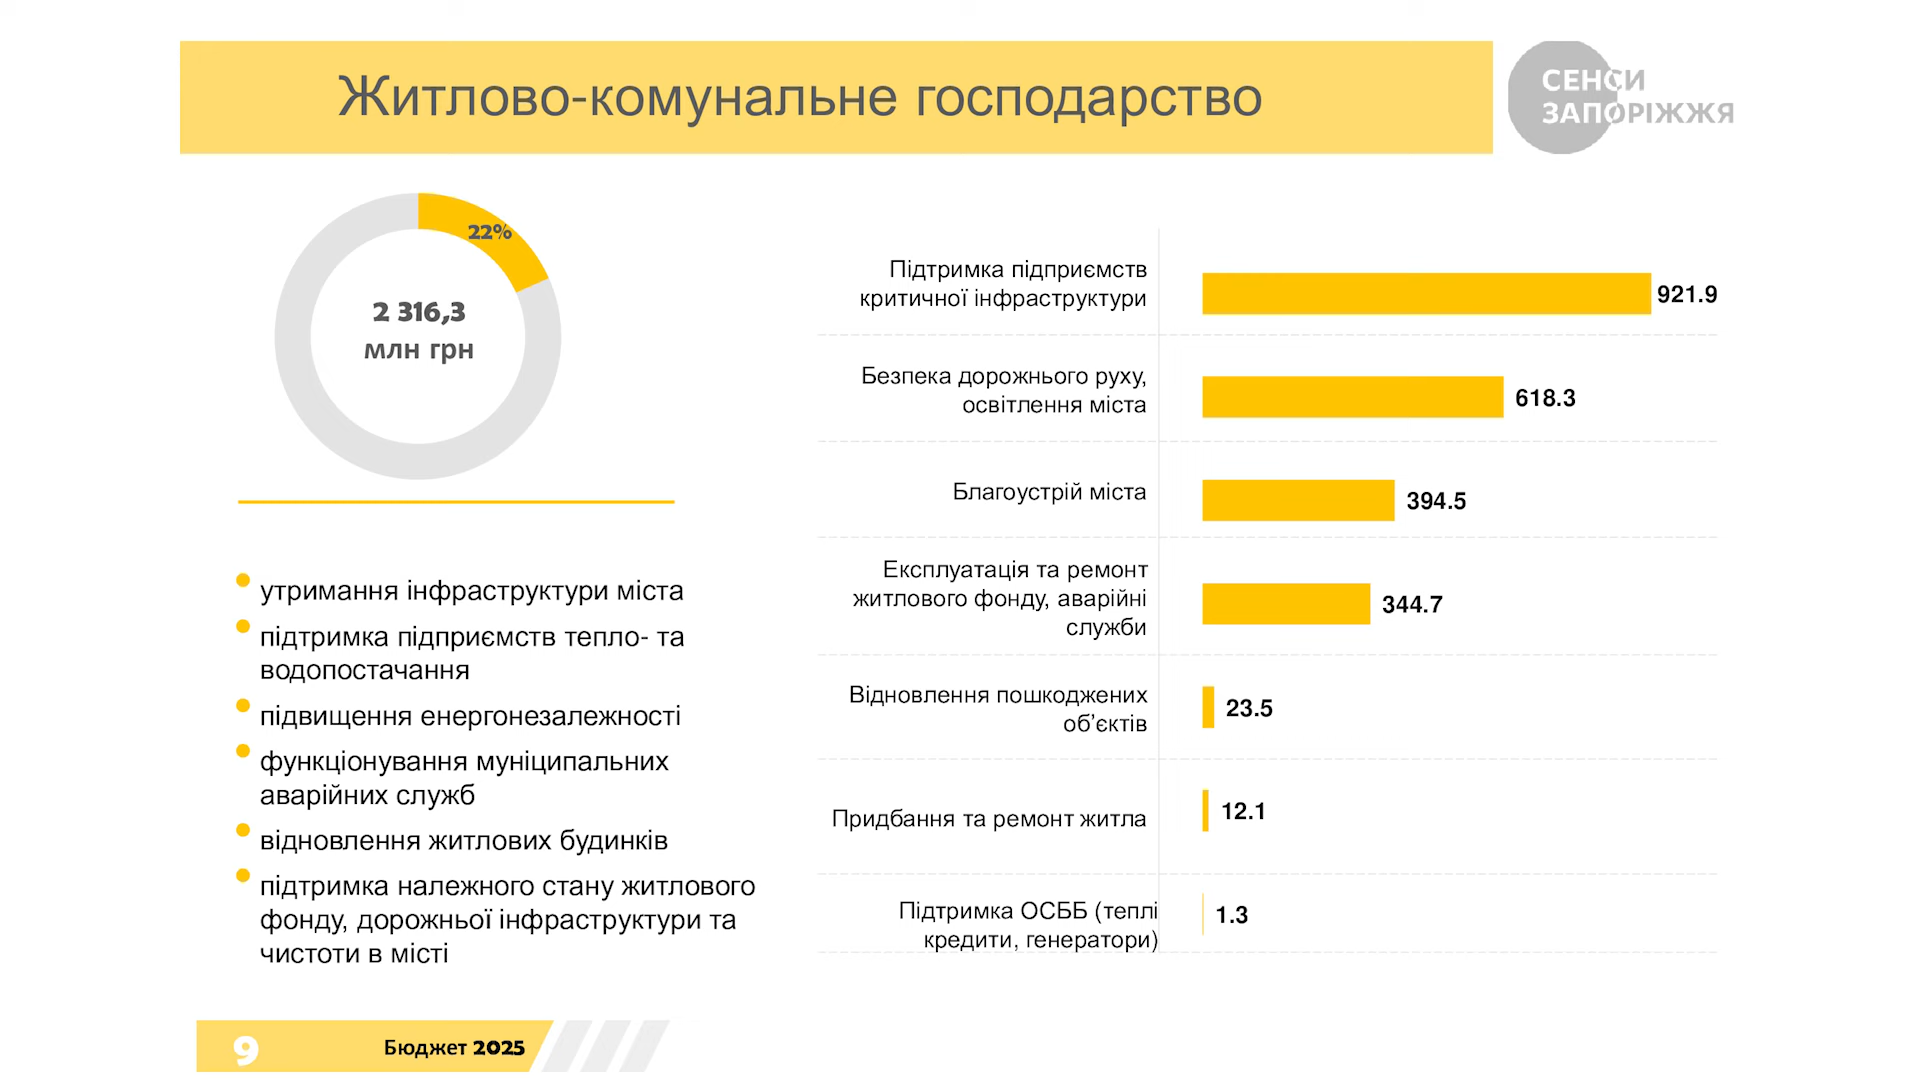 Житлово-комунальне господарство
СЕНСИ
ЗАПОРІЖЖЯ
22%
2 316,3
млн грн
утримання інфраструктури міста
підтримка підприємств тепло- та
водопостачання
підвищення енергонезалежності
функціонування муніципальних
аварійних служб
відновлення житлових будинків
підтримка належного стану житлового
фонду, дорожньої інфраструктури та
чистоти в місті
Підтримка підприємств
критичної інфраструктури
921.9
Безпека дорожнього руху,
освітлення міста
618.3
Благоустрій міста
394.5
Експлуатація та ремонт
житлового фонду, аварійні
служби
344.7
Відновлення пошкоджених
об’єктів
23.5
Придбання та ремонт житла
12.1
Підтримка ОСББ (теплі
кредити, генератори)
1.3
9
Бюджет 2025